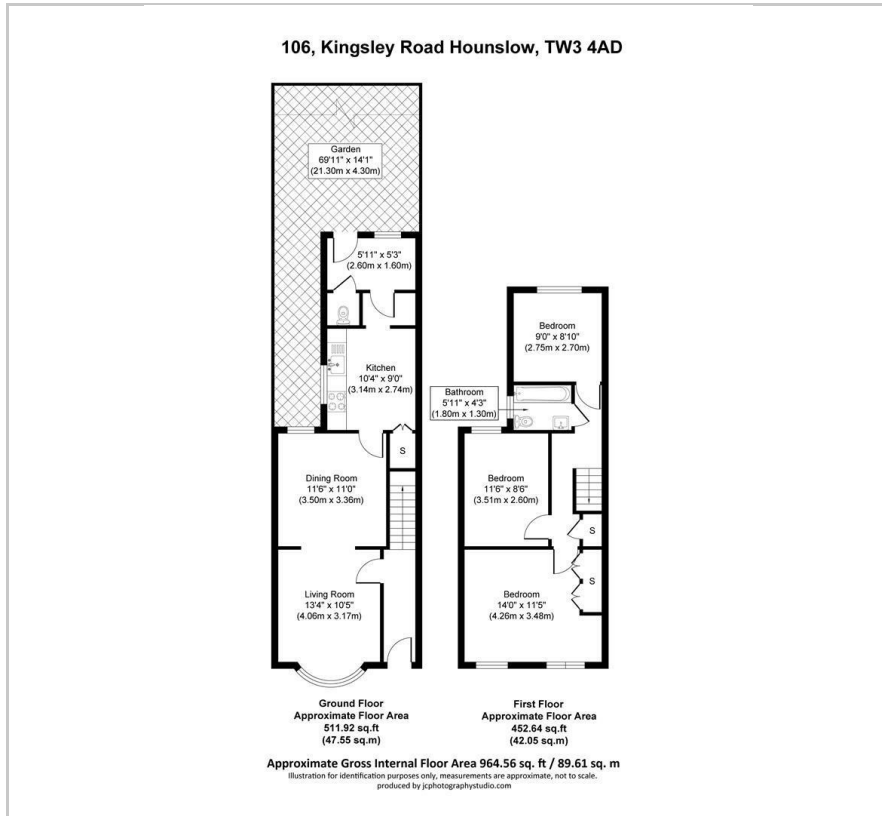 106, Kingsley Road Hounslow, TW3 4AD
Garden
69'11" x 14'1"
(21.30m x 4.30m)
5'11" x 5'3"
(2.60m x 1.60m)
Kitchen
10'4" x 9'0"
(3.14m x 2.74m)
S
Dining Room
11'6" x 11'0"
(3.50m x 3.36m)
Living Room
13'4" x 10'5"
(4.06m x 3.17m)
Ground Floor
Approximate Floor Area
511.92 sq.ft
(47.55 sq.m)
Bedroom
9'0" x 8'10"
(2.75m x 2.70m)
Bathroom
5'11" x 4'3"
(1.80m x 1.30m)
Bedroom
11'6" x 8'6"
(3.51m x 2.60m)
S
S
Bedroom
14'0" x 11'5"
(4.26m x 3.48m)
First Floor
Approximate Floor Area
452.64 sq.ft
(42.05 sq.m)
Approximate Gross Internal Floor Area 964.56 sq. ft / 89.61 sq. m
Illustration for identification purposes only, measurements are approximate, not to scale.
produced by jcphotographystudio.com